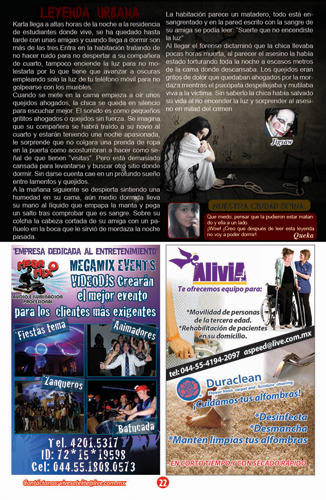 LEYENDA URBANA
Karla llega a altas horas de la noche a la residencia
de estudiantes donde vive, se ha quedado hasta
tarde con unas amigas y cuando llega a dormir son
más de las tres.Entra en la habitación tratando de
no hacer ruido para no despertar a su compañera
de cuarto, tampoco enciende la luz para no mo-
lestarla por lo que tiene que avanzar a oscuras
empleando solo la luz de tu teléfono móvil para no
golpearse con los muebles.
Cuando se mete en la cama empieza a oír unos
quejidos ahogados, la chica se queda en silencio
para escuchar mejor. El sonido es como pequeños
grititos ahogados o quejidos sin fuerza. Se imagina
que su compañera se habrá traído a su novio al
cuarto y estarán teniendo una noche apasionada,
le sorprende que no colgara una prenda de ropa
en la puerta como acostumbran a hacer como se-
ñal de que tienen "visitas". Pero está demasiado
cansada para levantarse y buscar otro sitio donde
dormir. Sin darse cuenta cae en un profundo sueño
entre lamentos y quejidos.
A la mañana siguiente se despierta sintiendo una
humedad en su cama, aún medio dormida lleva
su mano al líquido que empapa la manta y pega
un salto tras comprobar que es sangre. Sobre su
colcha la cabeza cortada de su amiga con un pa-
ñuelo en la boca que le sirvió de mordaza la noche
pasada.
La habitación parece un matadero, todo está en-
sangrentado y en la pared escrito con la sangre de
su amiga se podía leer "Suerte que no encendiste
la luz"
Al llegar el forense dictaminó que la chica llevaba
pocas horas muerta, al parecer el asesino la había
estado torturando toda la noche a escasos metros
de la cama donde descansaba. Los quejidos eran
gritos de dolor que quedaban ahogados por la mor-
daza mientras el psicópata despellejaba y mutilaba
viva a la víctima. Sin saberlo la chica había salvado
su vida al no encender la luz y sorprender al asesi-
no en mitad del crimen
Jigsaw
NUESTRA CIUDAD OPINA...
Que miedo, pensar que la pudieron estar matan-
do y ella a un lado.
¡Wow! ¡Creo que después de leer esta leyenda
no voy a poder dormir!
Queka
EMPRESA DEDICADA AL ENTRETENIMIENTO
MEGAMIX EVENT'S
VIDEODJS Crearán
el mejor evento
AUDIO E ILUMINACION
PROFESIONAL
para los clientes más exigentes
Fiestas tema
Animadores
Zanqueros
Batucada
Tel. 4201.5317
ID: 72*15*19598
Cel: 044.55.1808.0573
Te ofrecemos equipo para:
*Movilidad de personas
de la tercera edad.
*Rehabilitación de pacientes
en su domicilio.
tel:044-55-4194-2097 aspeed@live.com.mx
Duraclean
¡Cuidamos tus alfombras!
*Desinfecta
*Desmancha
*Manten limpias tus alfombras
EN CORTO TIEMPO Y CON SECADO RÁPIDO
22